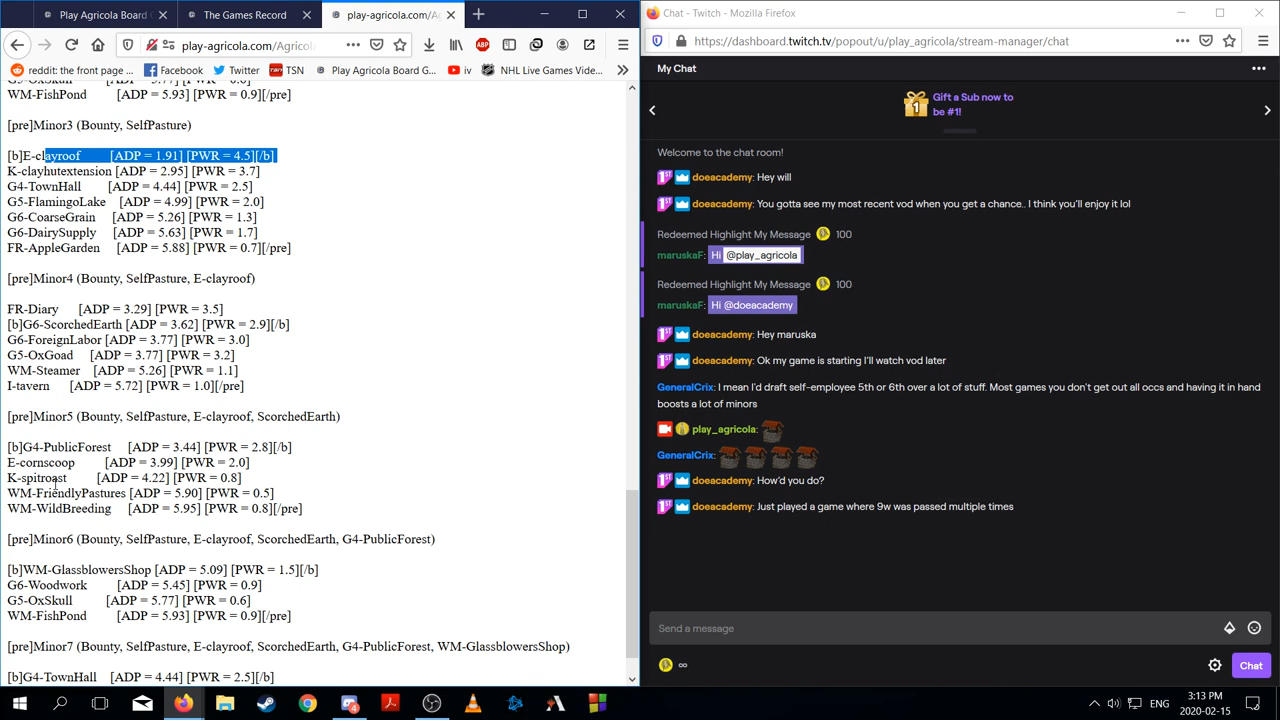 Play Agricola Board G
The Games Record
play-agricola.com/Agricol
play-agricola.com/Agrico
reddit: the front page ...
Facebook
Twitter
TSN
Play Agricola Board G...
iv
NHL Live Games Video...
WM-FishPond [ADP = 5.93] [PWR = 0.9][/pre]
[pre]Minor3 (Bounty, SelfPasture)
[b]E-clayroof [ADP = 1.91] [PWR = 4.5][/b]
K-clayhutextension [ADP = 2.95] [PWR = 3.7]
G4-TownHall [ADP = 4.44] [PWR = 2.5]
G5-FlamingoLake [ADP = 4.99] [PWR = 2.0]
G6-CoarseGrain [ADP = 5.26] [PWR = 1.3]
G6-DairySupply [ADP = 5.63] [PWR = 1.7]
FR-AppleGarden [ADP = 5.88] [PWR = 0.7][/pre]
[pre]Minor4 (Bounty, SelfPasture, E-clayroof)
FR-Diary [ADP = 3.29] [PWR = 3.5]
[b]G6-ScorchedEarth [ADP = 3.62] [PWR = 2.9][/b]
G6-ForeignLabor [ADP = 3.77] [PWR = 3.0]
G5-OxGoad [ADP = 3.77] [PWR = 3.2]
WM-Steamer [ADP = 5.26] [PWR = 1.1]
I-tavern [ADP = 5.72] [PWR = 1.0][/pre]
[pre]Minor5 (Bounty, SelfPasture, E-clayroof, ScorchedEarth)
[b]G4-PublicForest [ADP = 3.44] [PWR = 2.8][/b]
E-cornscoop [ADP = 3.99] [PWR = 2.0]
K-spitroast [ADP = 4.22] [PWR = 0.8]
WM-FriendlyPastures [ADP = 5.90] [PWR = 0.5]
WM-WildBreeding [ADP = 5.95] [PWR = 0.8][/pre]
[pre]Minor6 (Bounty, SelfPasture, E-clayroof, ScorchedEarth, G4-PublicForest)
[b]WM-GlassblowersShop [ADP = 5.09] [PWR = 1.5][/b]
G6-Woodwork [ADP = 5.45] [PWR = 0.9]
G5-OxSkull [ADP = 5.77] [PWR = 0.6]
WM-FishPond [ADP = 5.93] [PWR = 0.9][/pre]
[pre]Minor7 (Bounty, SelfPasture, E-clayroof, ScorchedEarth, G4-PublicForest, WM-GlassblowersShop)
[b]G4-TownHall [ADP = 4.44] [PWR = 2.5][/b]
Chat - Twitch - Mozilla Firefox
https://dashboard.twitch.tv/popout/u/play_agricola/stream-manager/chat
My Chat
Gift a Sub now to
be #1!
Welcome to the chat room!
doeacademy: Hey will
doeacademy: You gotta see my most recent vod when you get a chance.. I think you'll enjoy it lol
Redeemed Highlight My Message 100
maruskaF: Hi @play_agricola
Redeemed Highlight My Message 100
maruskaF: Hi @doeacademy
doeacademy: Hey maruska
doeacademy: Ok my game is starting I'll watch vod later
GeneralCrix: I mean I'd draft self-employee 5th or 6th over a lot of stuff. Most games you don't get out all occs and having it in hand
boosts a lot of minors
play_agricola:
GeneralCrix:
doeacademy: How'd you do?
doeacademy: Just played a game where 9w was passed multiple times
Send a message
∞
Chat
ENG
3:13 PM
2020-02-15